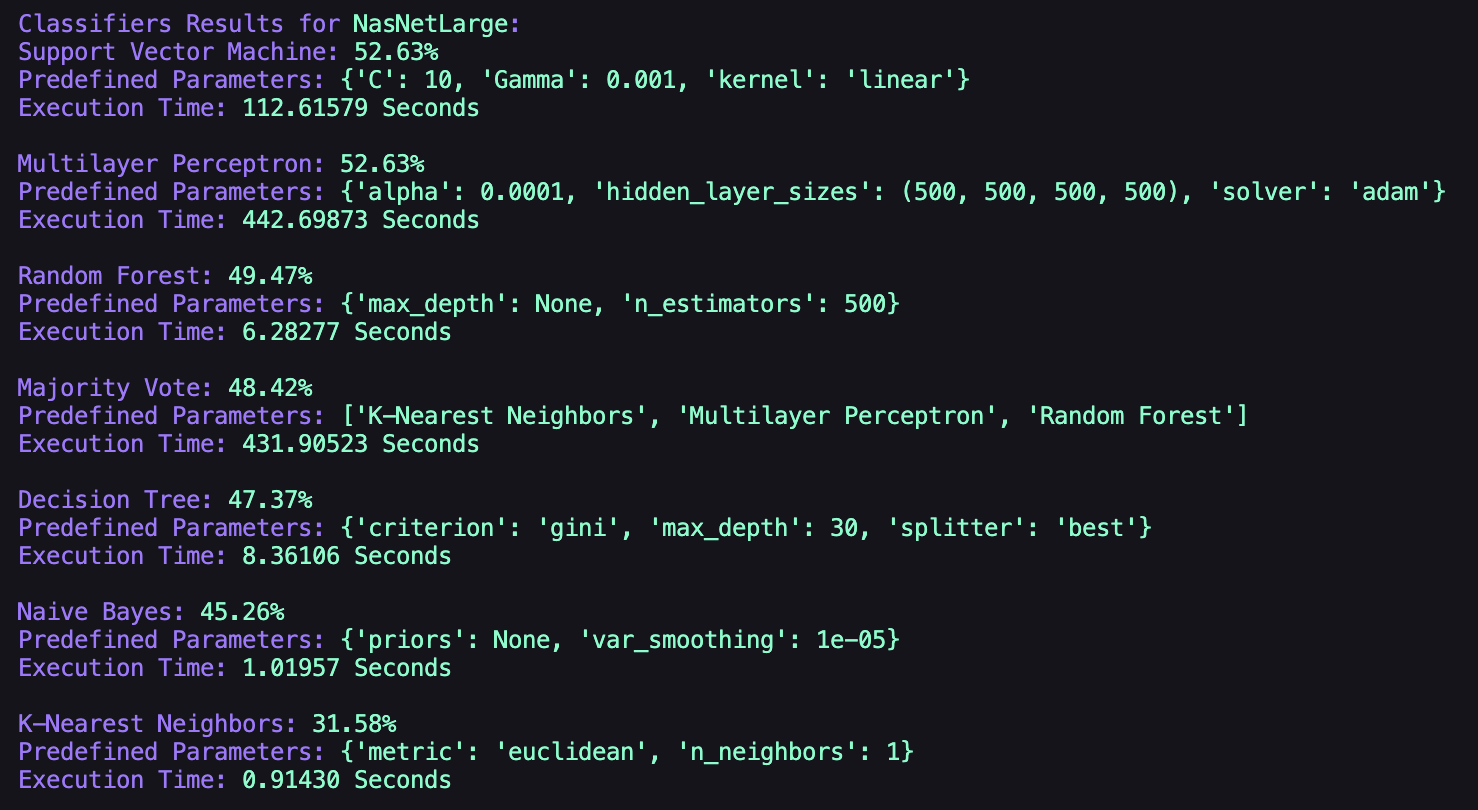 Classifiers Results for NasNetLarge:
Support Vector Machine: 52.63%
Predefined Parameters: {'C': 10, 'Gamma': 0.001, 'kernel': 'linear'}
Execution Time: 112.61579 Seconds
Multilayer Perceptron: 52.63%
Predefined Parameters: {'alpha': 0.0001, 'hidden_layer_sizes': (500, 500, 500, 500), 'solver': 'adam'}
Execution Time: 442.69873 Seconds
Random Forest: 49.47%
Predefined Parameters: {'max_depth': None, 'n_estimators': 500}
Execution Time: 6.28277 Seconds
Majority Vote: 48.42%
Predefined Parameters: ['K-Nearest Neighbors', 'Multilayer Perceptron', 'Random Forest']
Execution Time: 431.90523 Seconds
Decision Tree: 47.37%
Predefined Parameters: {'criterion': 'gini', 'max_depth': 30, 'splitter': 'best'}
Execution Time: 8.36106 Seconds
Naive Bayes: 45.26%
Predefined Parameters: {'priors': None, 'var_smoothing': 1e-05}
Execution Time: 1.01957 Seconds
K-Nearest Neighbors: 31.58%
Predefined Parameters: {'metric': 'euclidean', 'n_neighbors': 1}
Execution Time: 0.91430 Seconds